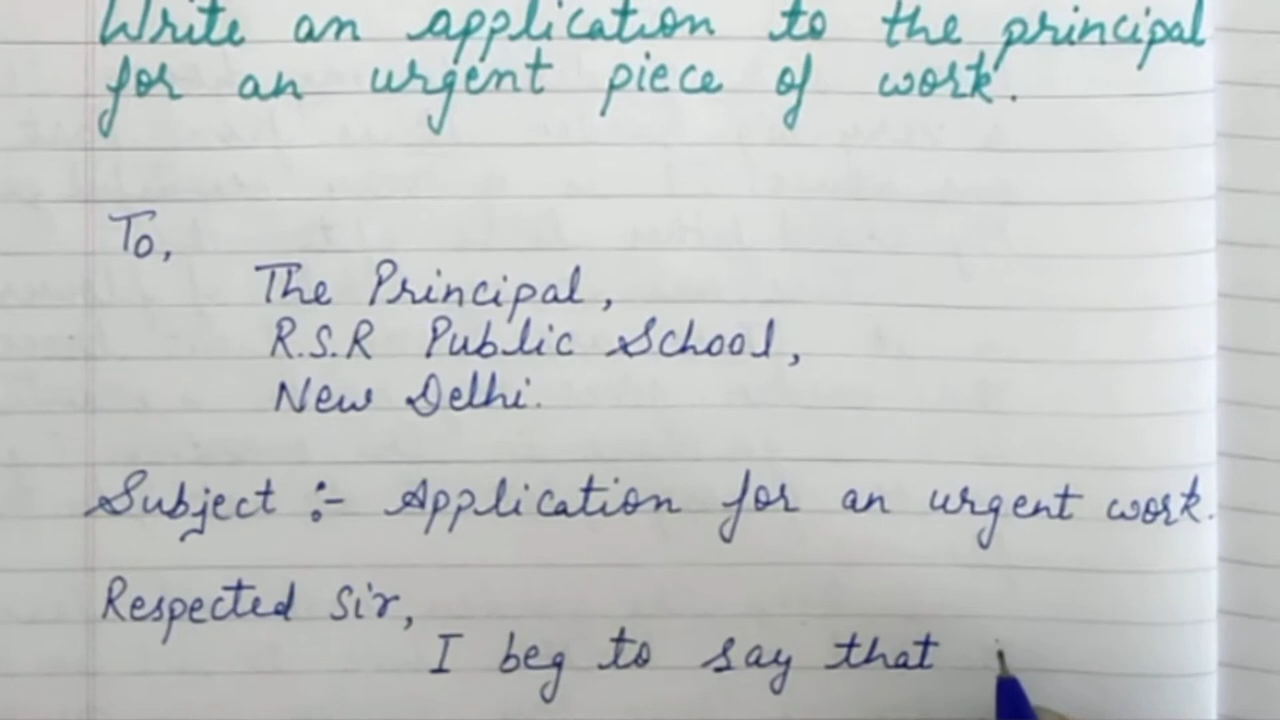 Write an application to the principal
for an urgent piece of work.
To,
The Principal,
R.S.R Public School,
New Delhi.
Subject :- Application for an urgent work.
Respected Sir,
I beg to say that